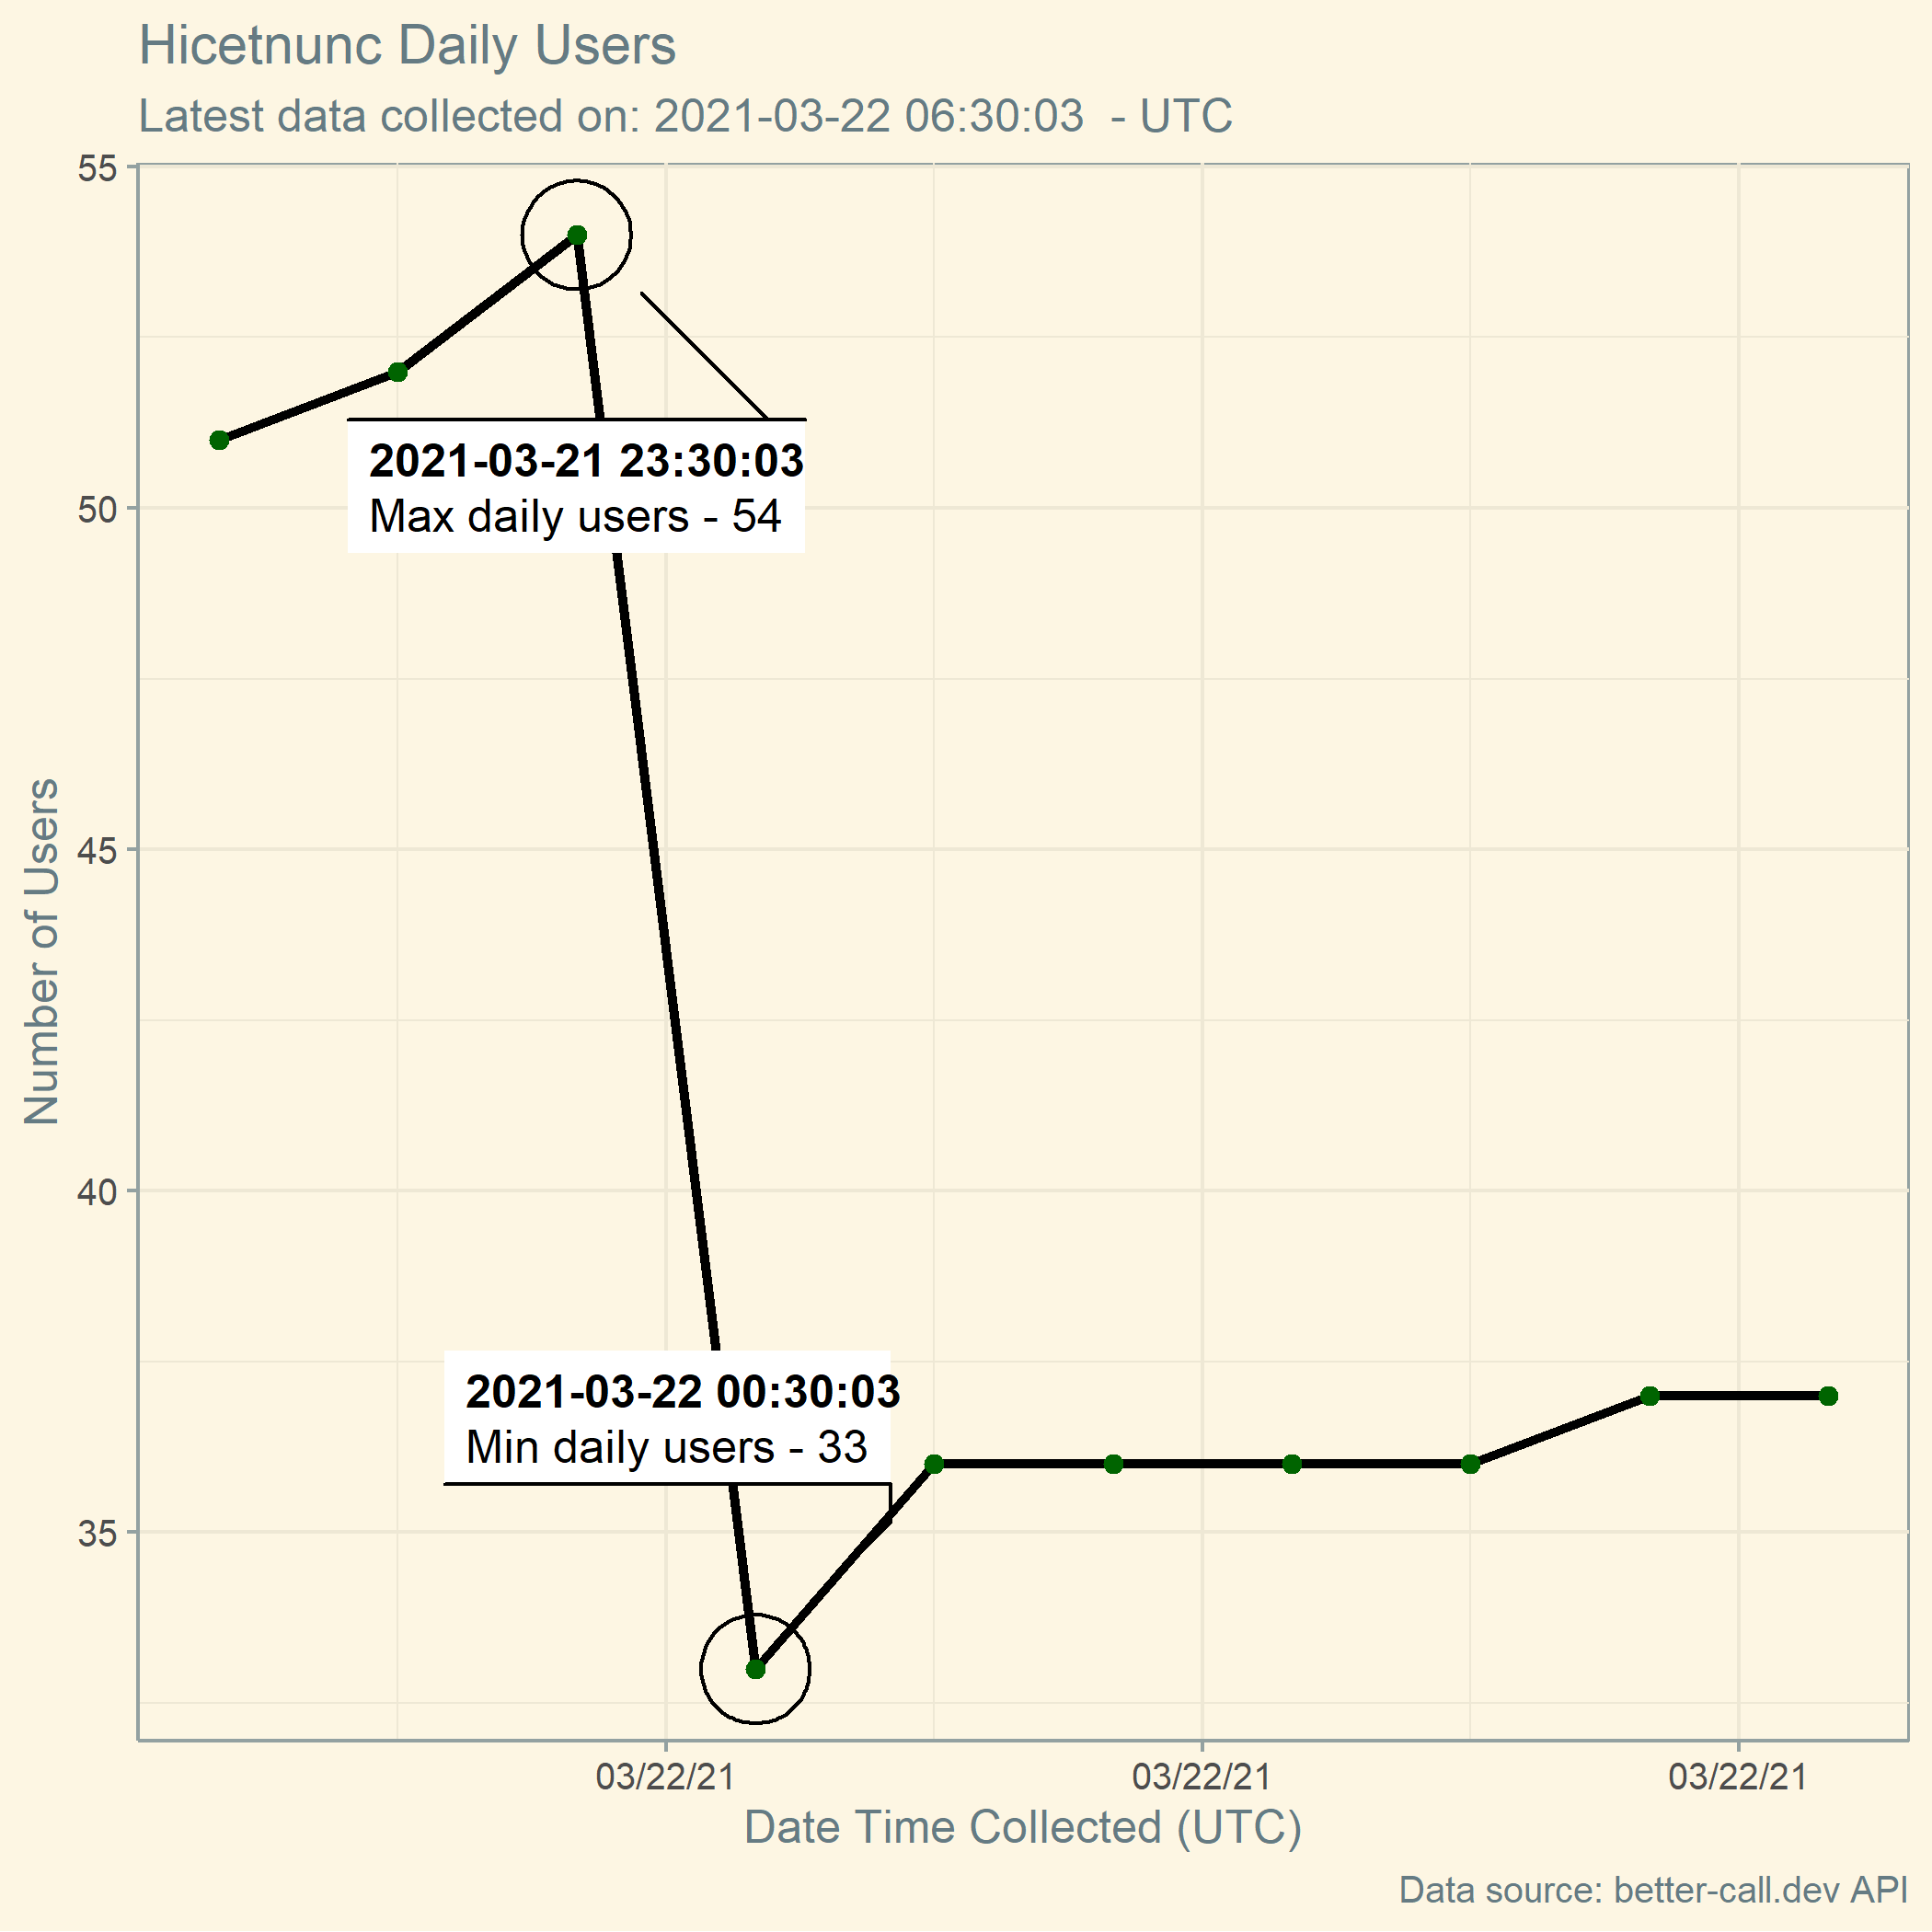 Hicetnunc Daily Users
Latest data collected on: 2021-03-22 06:30:03  - UTC
55
50
45
40
35
Number of Users
2021-03-21 23:30:03
Max daily users - 54
2021-03-22 00:30:03
Min daily users - 33
03/22/21
03/22/21
03/22/21
Date Time Collected (UTC)
Data source: better-call.dev API